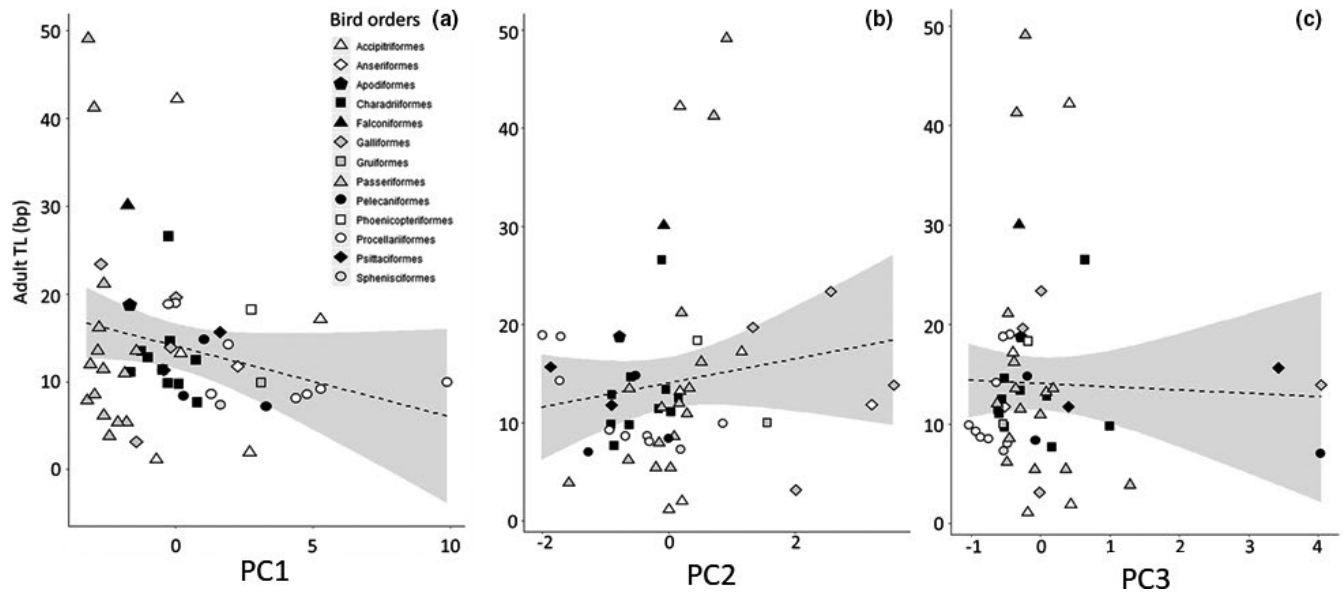 Bird orders
(a)
Accipitriformes
Anseriformes
Apodiformes
Charadriiformes
Falconiformes
Galliformes
Gruiformes
Passeriformes
Pelecaniformes
Phoenicopteriformes
Procellariiformes
Psittaciformes
Sphenisciformes
Adult TL (bp)
50
40
30
20
10
0
0
5
10
PC1
(b)
50
40
30
20
10
0
-2
0
2
PC2
(c)
50
40
30
20
10
0
-1
0
1
2
3
4
PC3